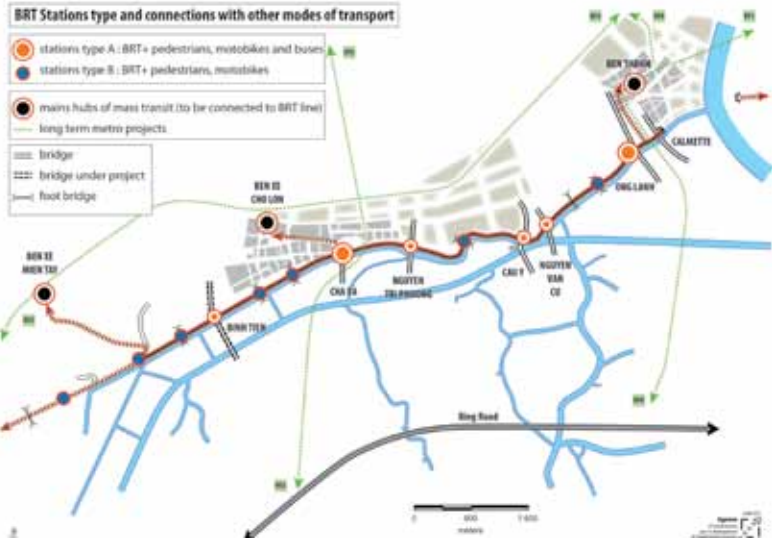 BRT Stations type and connections with other modes of transport
stations type A : BRT+ pedestrians, motobikes and buses
stations type B : BRT+ pedestrians, motobikes
mains hubs of mass transit (to be connected to BRT line)
long term metro projects
bridge
bridge under project
foot bridge
BEN THANH
CALMETTE
ONG LANH
BEN XE
CHO LON
BEN XE
MIEN TAY
CHA VA
NGUYEN
TRI PHUONG
CAU Y
NGUYEN
VAN
CU
BINH TIEN
Ring Road
0
800
1 600
meters